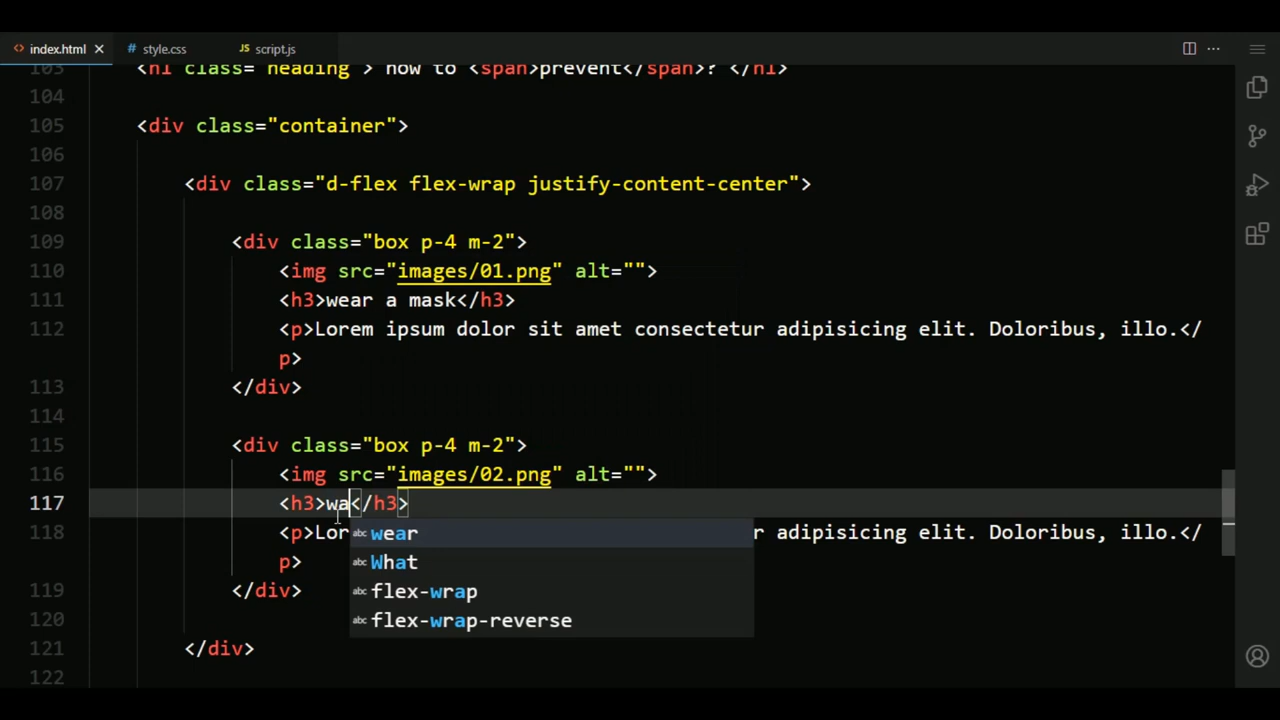 index.html
style.css
script.js
103 <h1 class="heading"> how to <span>prevent</span>? </h1>
104
105 <div class="container">
106
107 <div class="d-flex flex-wrap justify-content-center">
108
109 <div class="box p-4 m-2">
110 <img src="images/01.png" alt="">
111 <h3>wear a mask</h3>
112 <p>Lorem ipsum dolor sit amet consectetur adipisicing elit. Doloribus, illo.</
p>
113 </div>
114
115 <div class="box p-4 m-2">
116 <img src="images/02.png" alt="">
117 <h3>wa</h3>
118 <p>Lor r adipisicing elit. Doloribus, illo.</
wear
What
p>
119 </div>
flex-wrap
120
flex-wrap-reverse
121 </div>
122